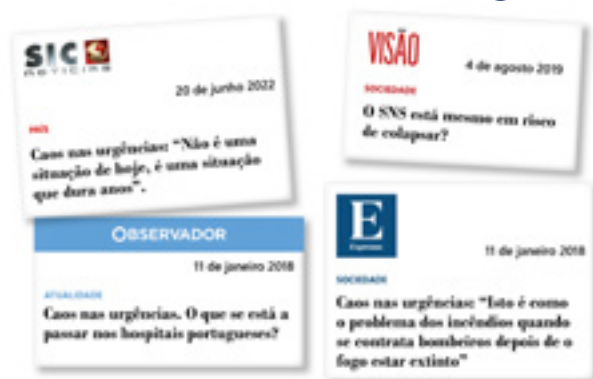 SIC
notícias
20 de junho 2022
PAÍS
Caos nas urgências: “Não é uma
situação de hoje, é uma situação
que dura anos”.
VISÃO
4 de agosto 2019
SOCIEDADE
O SNS está mesmo em risco
de colapsar?
OBSERVADOR
11 de janeiro 2018
ATUALIDADE
Caos nas urgências. O que se está a
passar nos hospitais portugueses?
E
Expresso
11 de janeiro 2018
SOCIEDADE
Caos nas urgências: “Isto é como
o problema dos incêndios quando
se contrata bombeiros depois de o
fogo estar extinto”